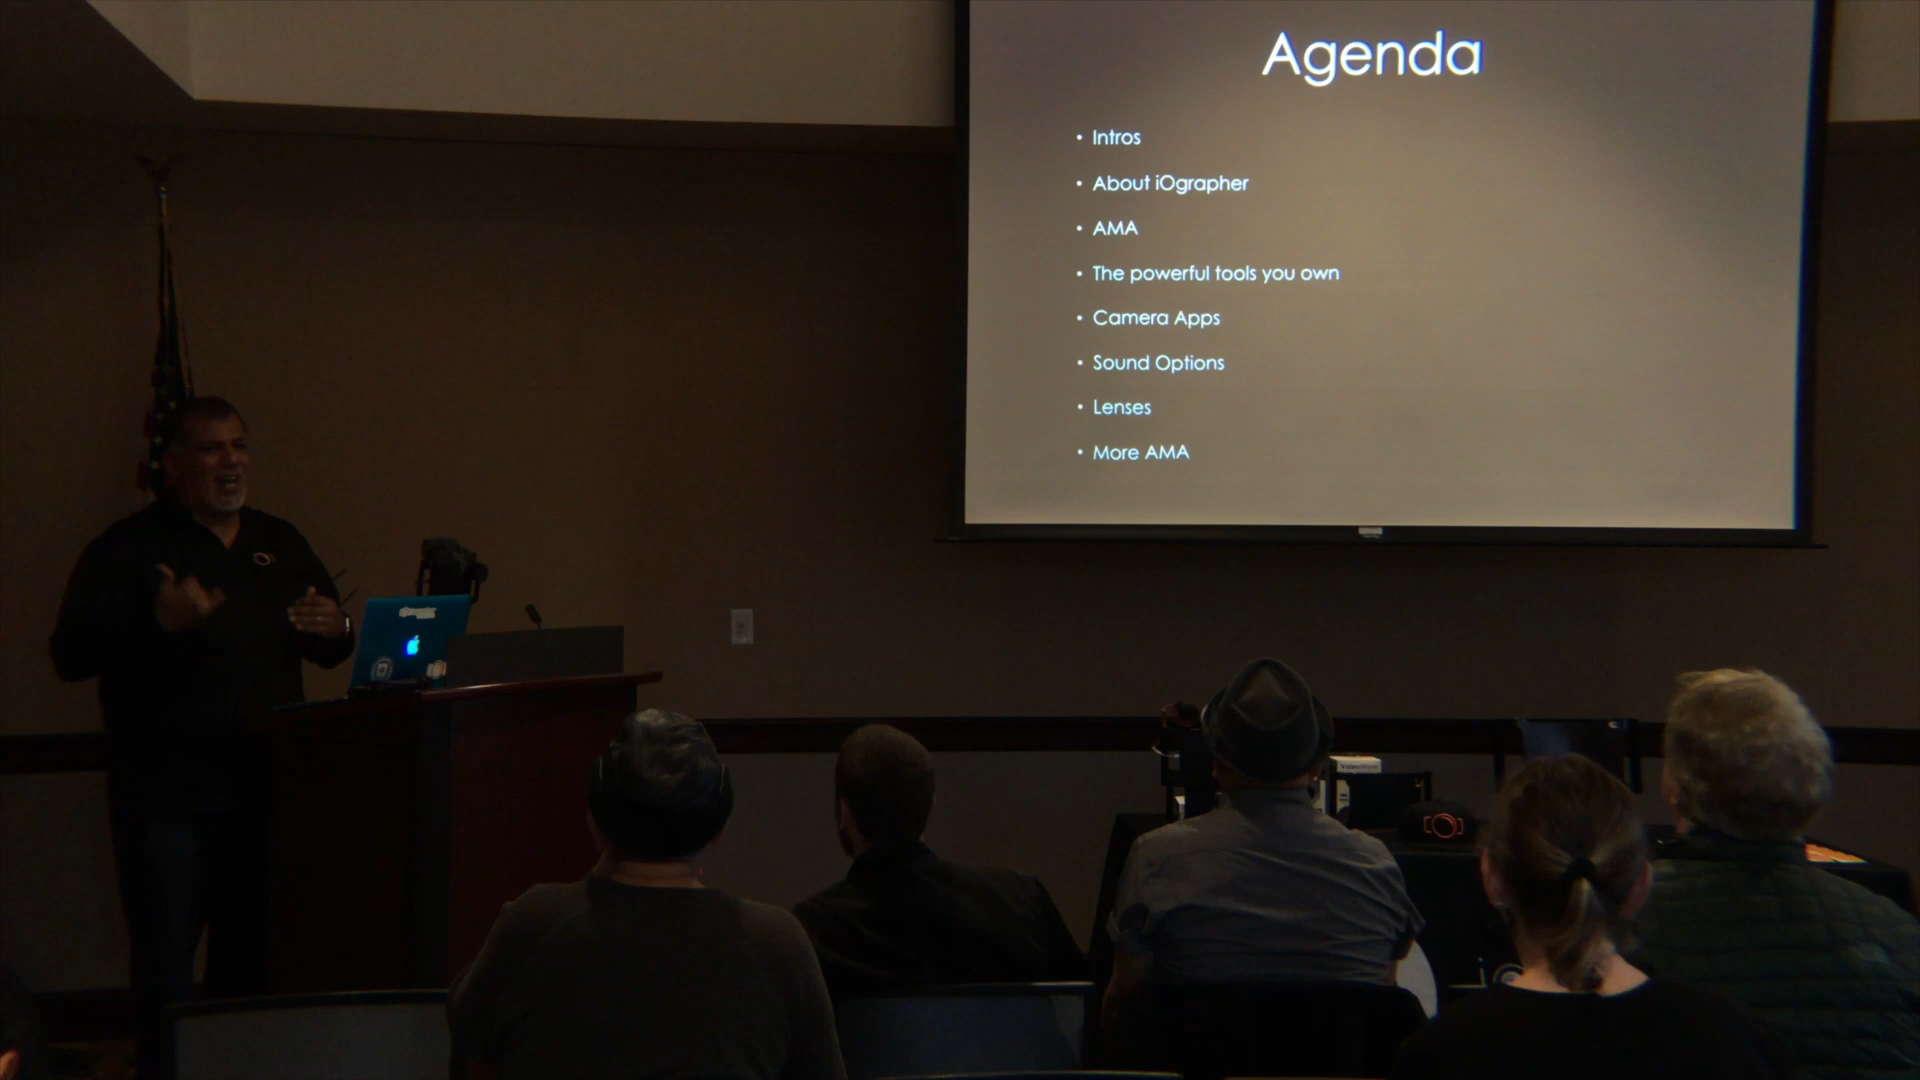 Agenda
• Intros
• About iOgrapher
• AMA
• The powerful tools you own
• Camera Apps
• Sound Options
• Lenses
• More AMA